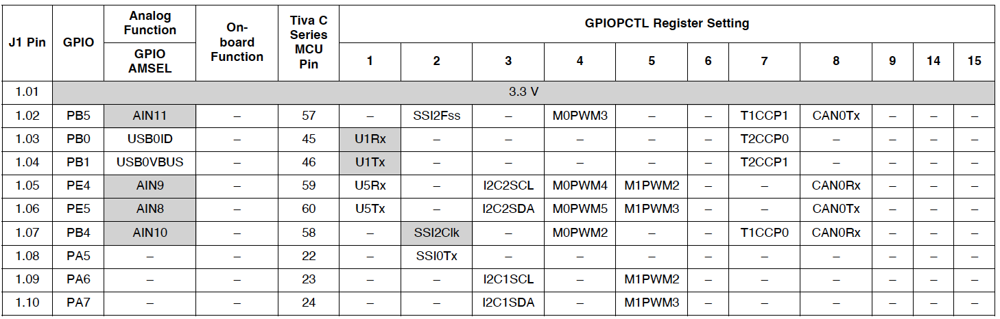 J1 Pin GPIO Analog Function GPIO AMSEL On-board Function Tiva C Series MCU Pin GPIOPCTL Register Setting
1 2 3 4 5 6 7 8 9 14 15
1.01 3.3 V
1.02 PB5 AIN11 – 57 – SSI2Fss – M0PWM3 – – T1CCP1 CAN0Tx – – –
1.03 PB0 USB0ID – 45 U1Rx – – – – – T2CCP0 – – – –
1.04 PB1 USB0VBUS – 46 U1Tx – – – – – T2CCP1 – – – –
1.05 PE4 AIN9 – 59 U5Rx – I2C2SCL M0PWM4 M1PWM2 – – CAN0Rx – – –
1.06 PE5 AIN8 – 60 U5Tx – I2C2SDA M0PWM5 M1PWM3 – – CAN0Tx – – –
1.07 PB4 AIN10 – 58 – SSI2Clk – M0PWM2 – – T1CCP0 CAN0Rx – – –
1.08 PA5 – – 22 – SSI0Tx – – – – – – – – –
1.09 PA6 – – 23 – – I2C1SCL – M1PWM2 – – – – – –
1.10 PA7 – – 24 – – I2C1SDA – M1PWM3 – – – – – –